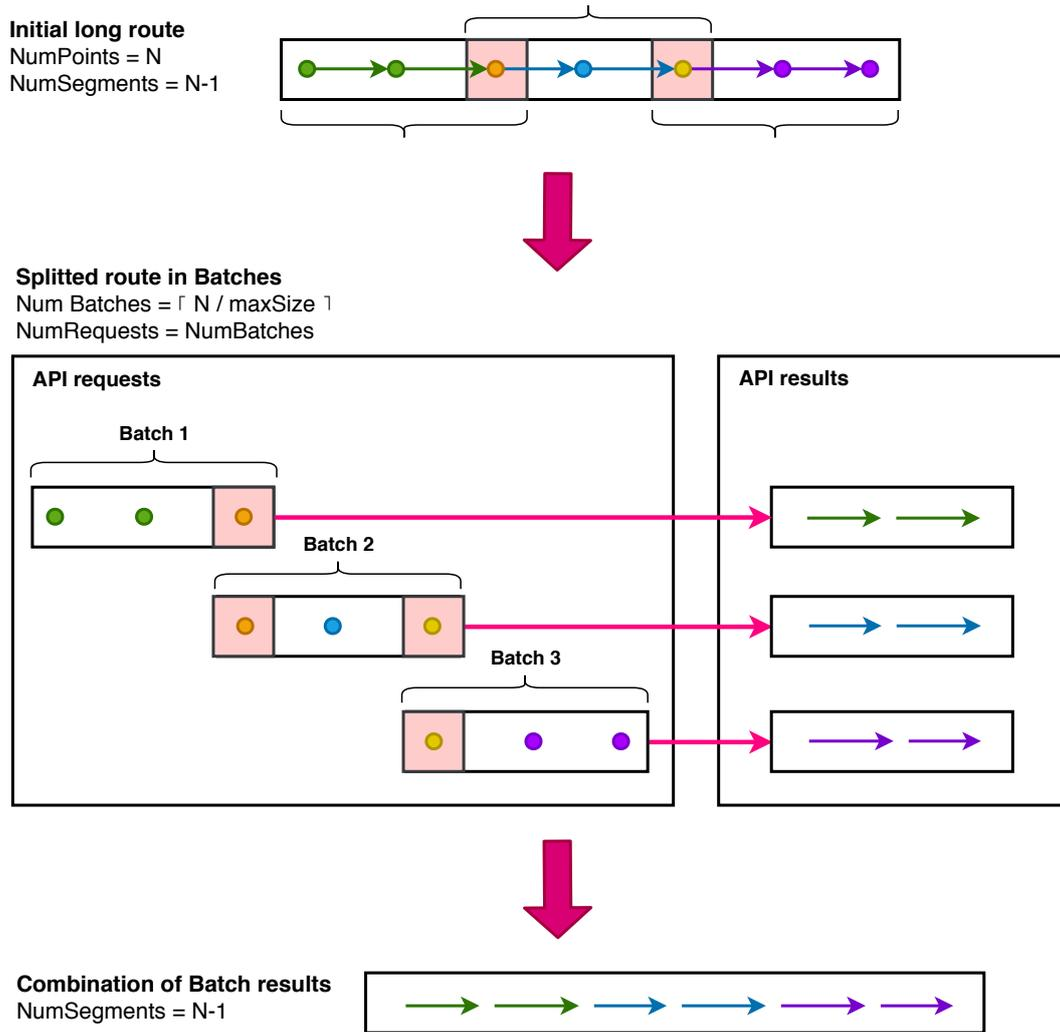 Initial long route
NumPoints = N
NumSegments = N-1
Splitted route in Batches
Num Batches = ⌈ N / maxSize ⌉
NumRequests = NumBatches
API requests
API results
Batch 1
Batch 2
Batch 3
Combination of Batch results
NumSegments = N-1